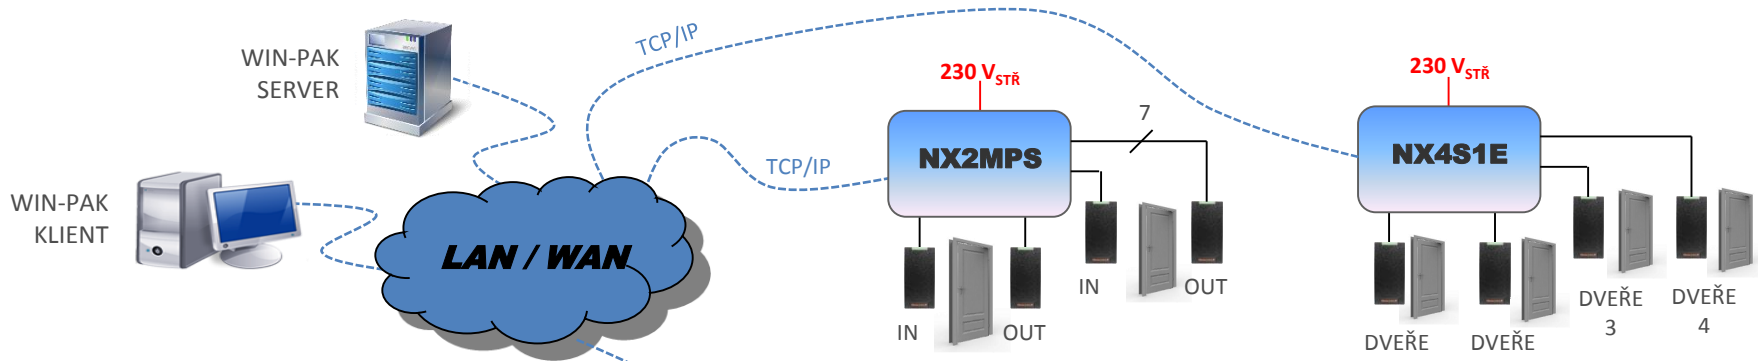 WIN-PAK
SERVER
WIN-PAK
KLIENT
LAN / WAN
TCP/IP
TCP/IP
230 VSTŘ
NX2MPS
7
IN
OUT
IN
OUT
230 VSTŘ
NX4S1E
DVEŘE
DVEŘE
DVEŘE
3
DVEŘE
4